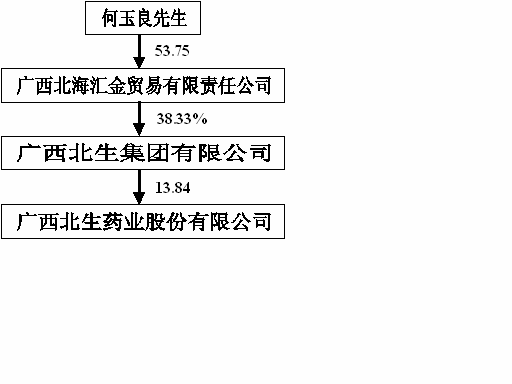 何玉良先生
53.75
广西北海汇金贸易有限责任公司
38.33%
广西北生集团有限公司
13.84
广西北生药业股份有限公司